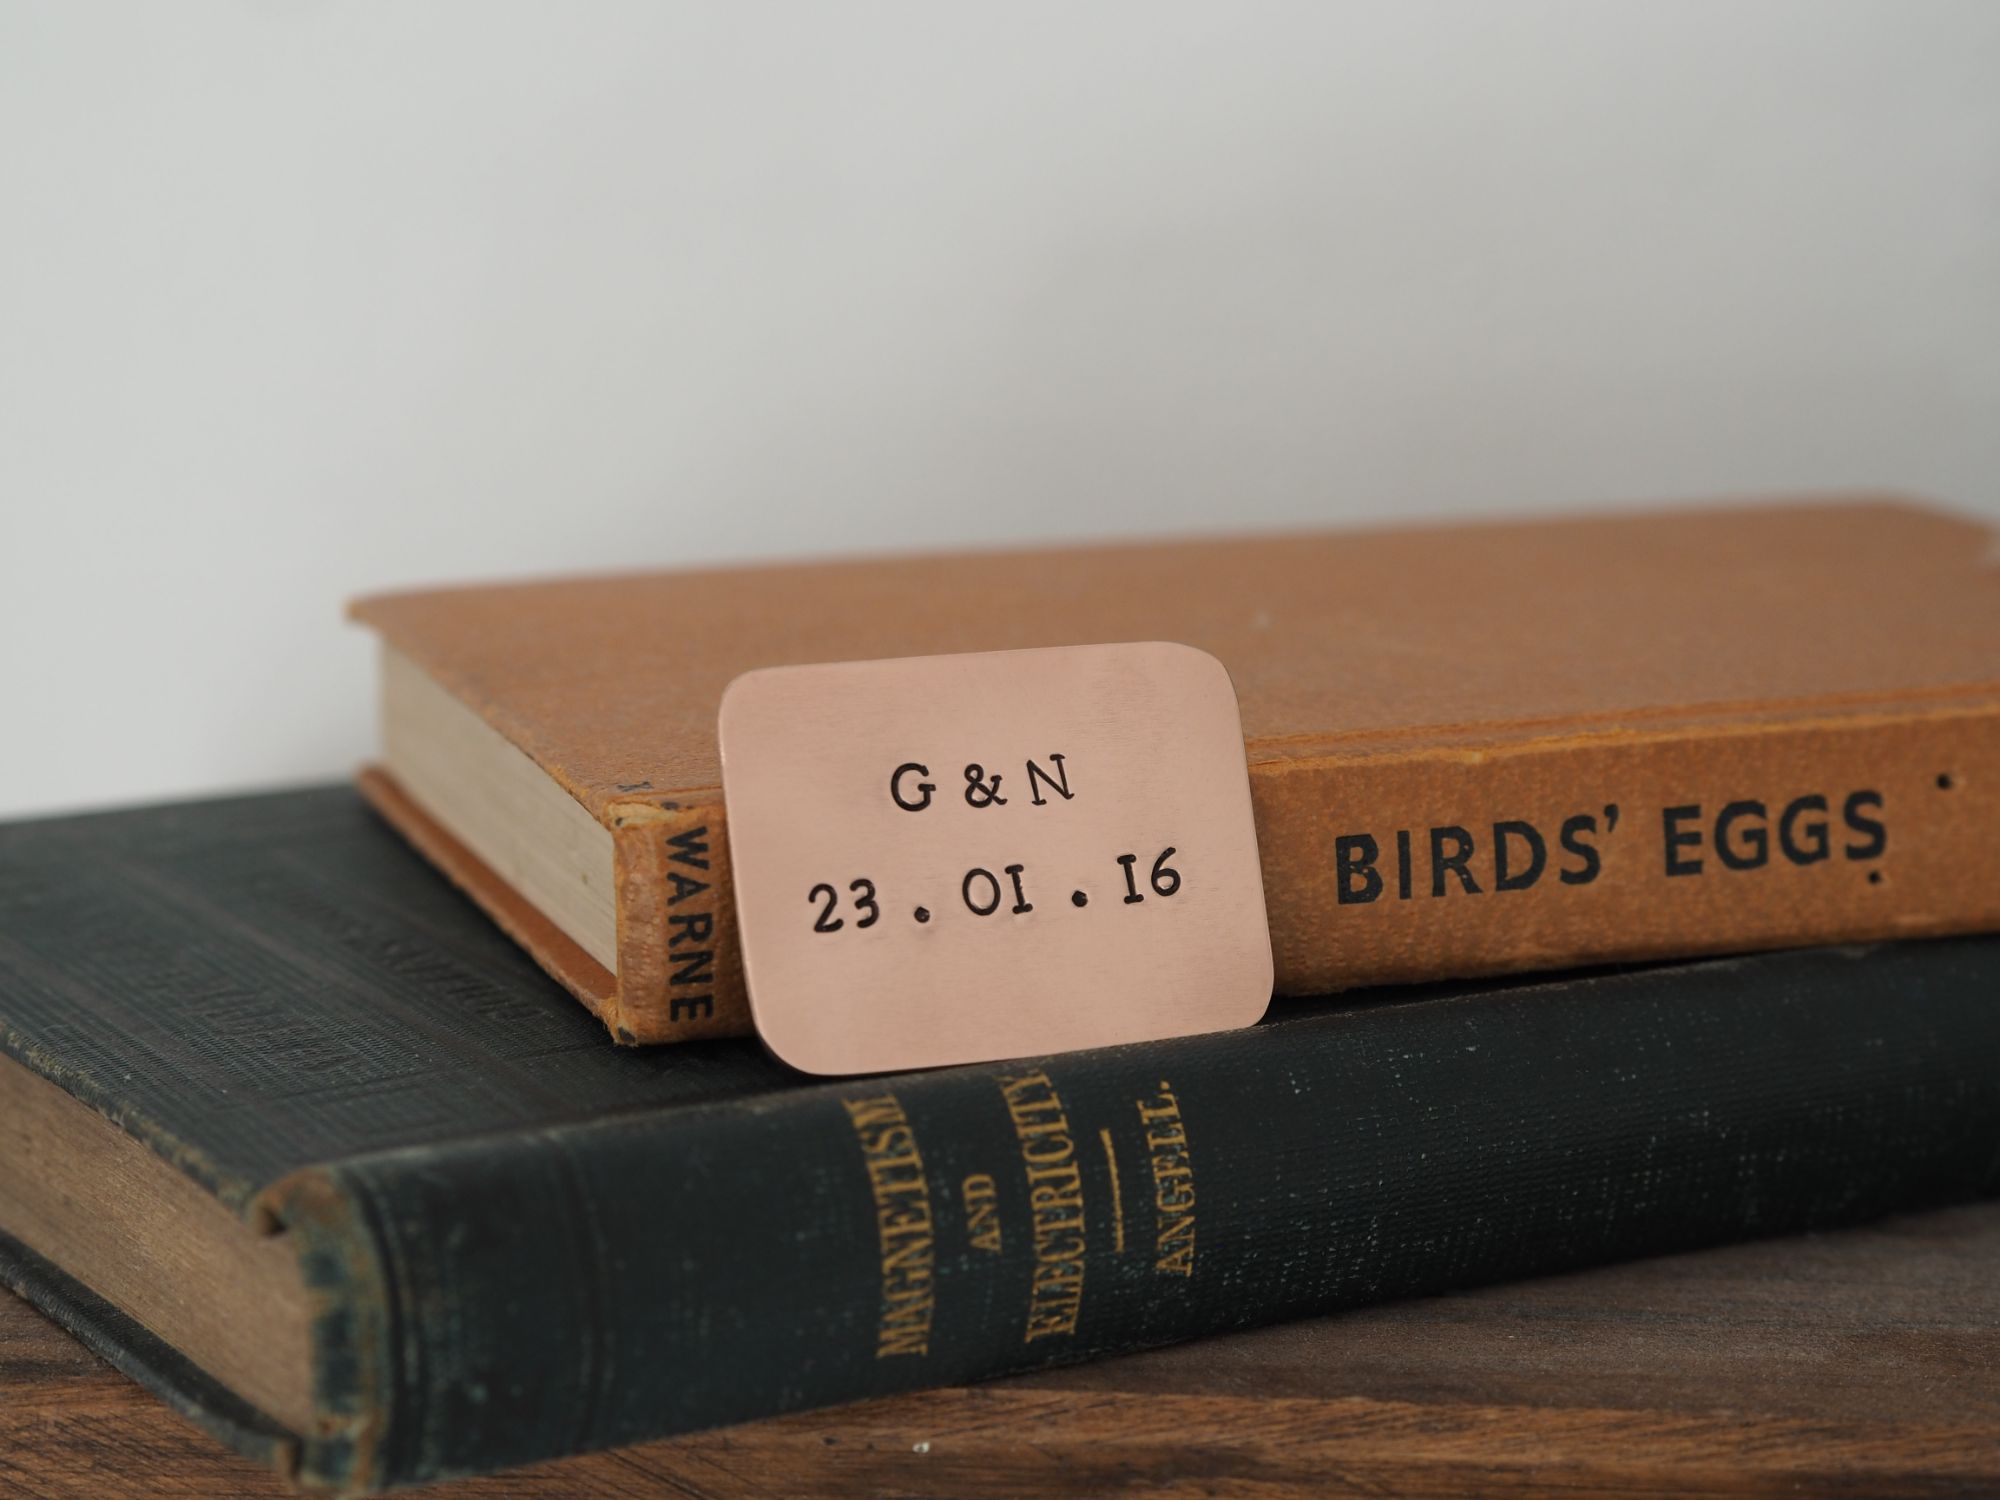 G & N
23 . 01 . 16
WARNE
BIRDS' EGGS
MAGNETISM
AND
ELECTRICITY
ANGELL.